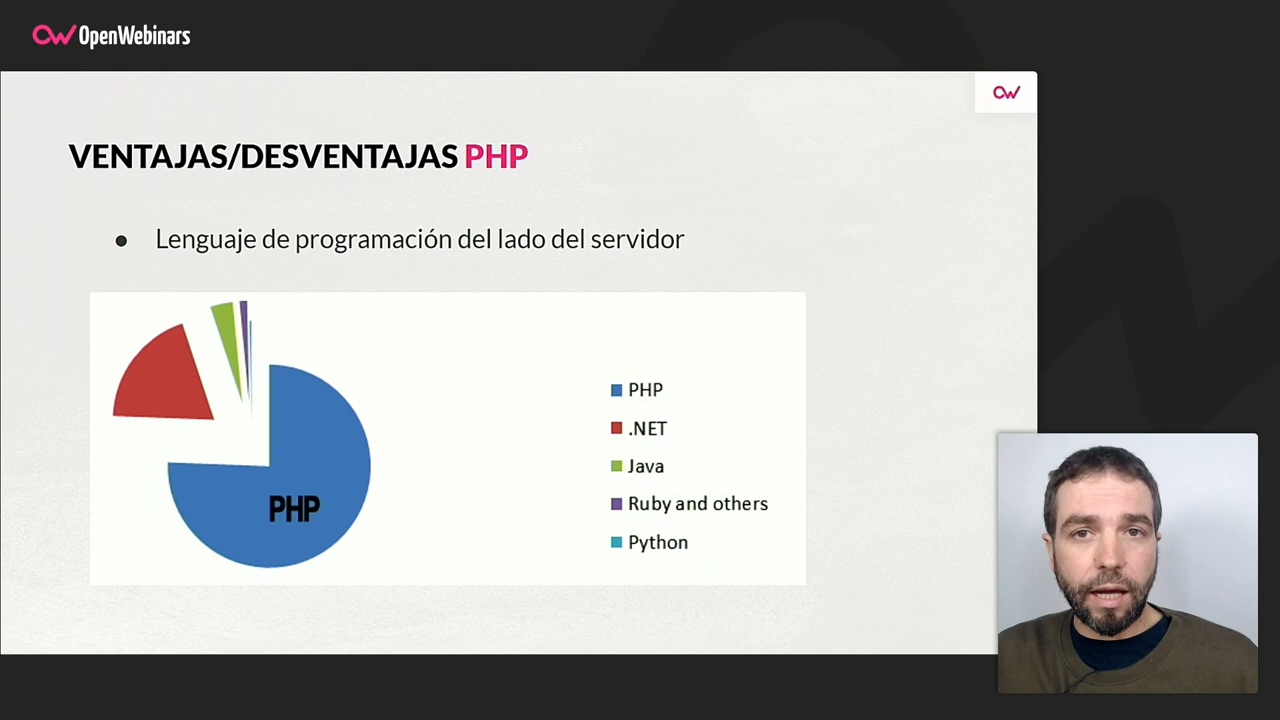 OpenWebinars
VENTAJAS/DESVENTAJAS PHP
● Lenguaje de programación del lado del servidor
PHP
PHP
.NET
Java
Ruby and others
Python